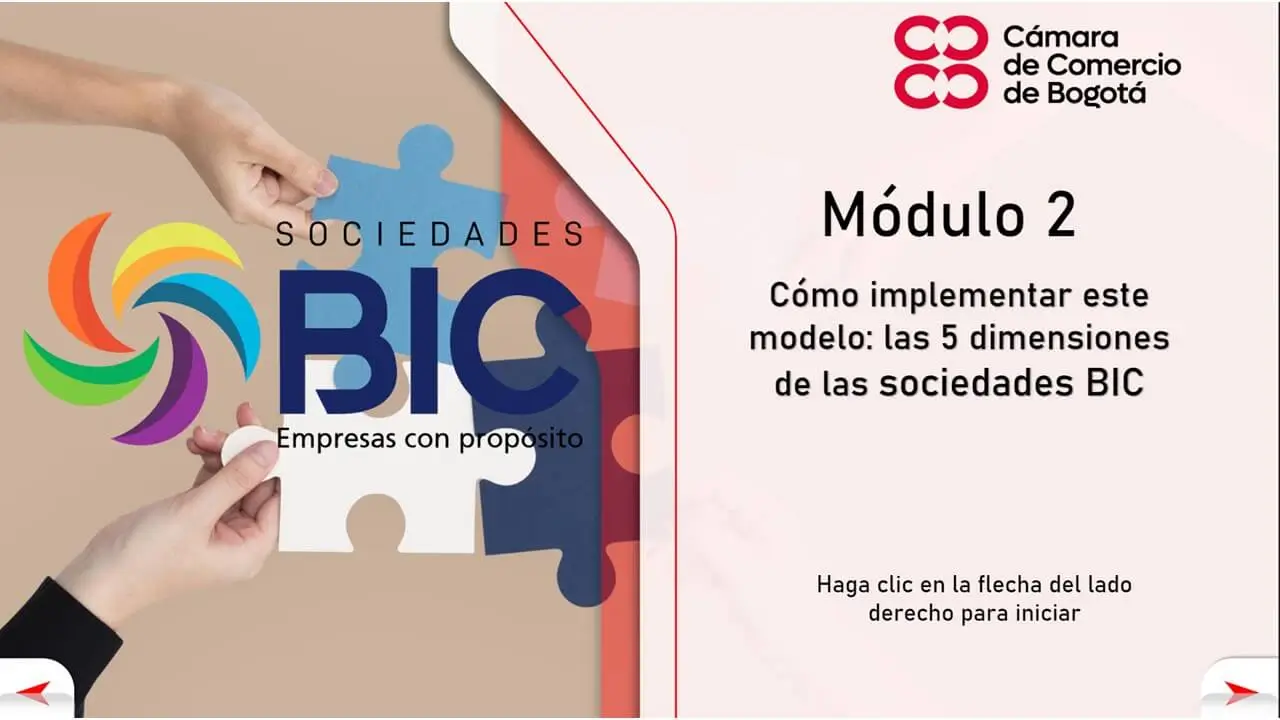 SOCIEDADES
BIC
Empresas con propósito
Cámara
de Comercio
de Bogotá
Módulo 2
Cómo implementar este
modelo: las 5 dimensiones
de las sociedades BIC
Haga clic en la flecha del lado
derecho para iniciar